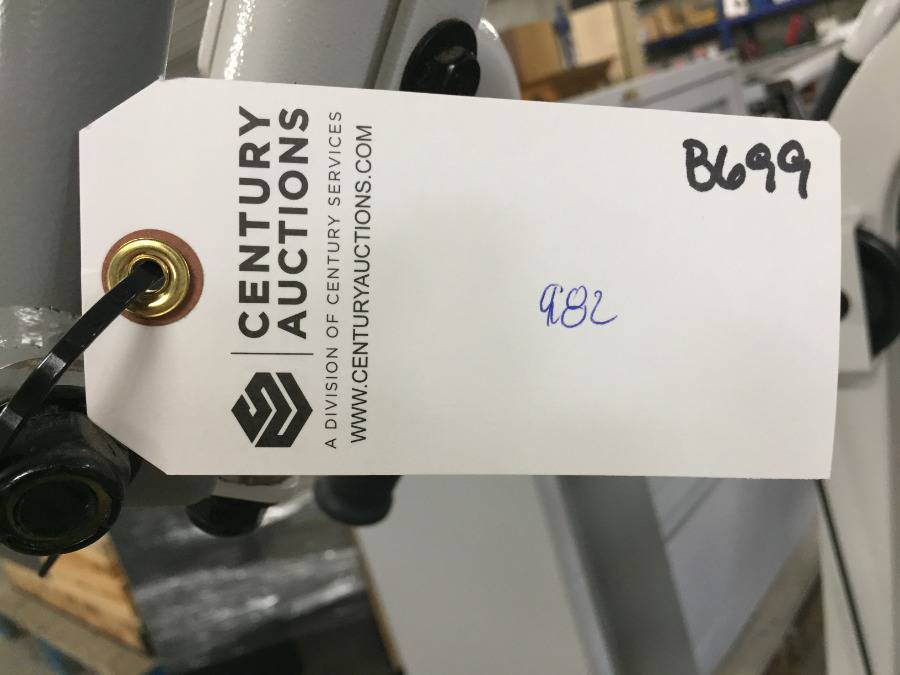 CENTURY
AUCTIONS
A DIVISION OF CENTURY SERVICES
WWW.CENTURYAUCTIONS.COM
B699
982